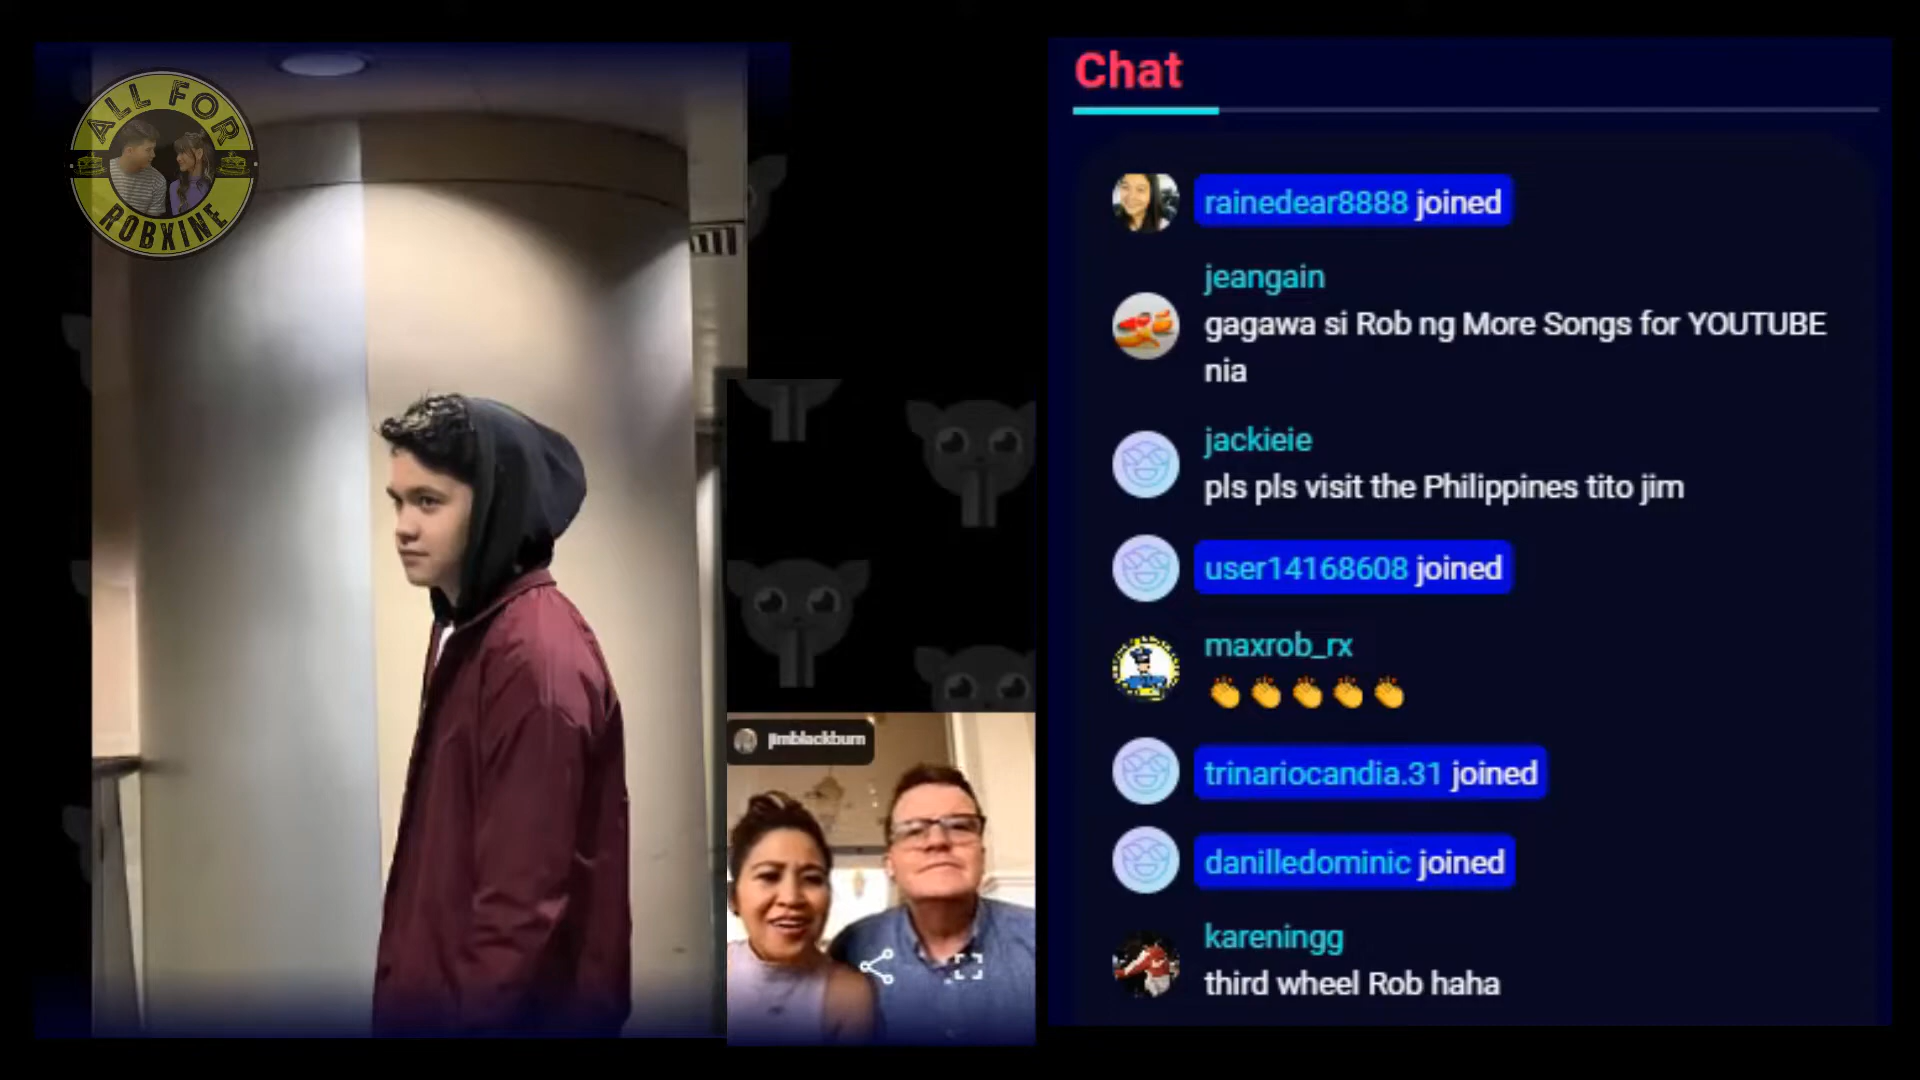 ALL FOR
ROBXINE
jimblackburn
Chat
rainedear8888 joined
jeangain
gagawa si Rob ng More Songs for YOUTUBE
nia
jackieie
pls pls visit the Philippines tito jim
user14168608 joined
maxrob_rx
👏👏👏👏👏
trinariocandia.31 joined
danilledominic joined
kareningg
third wheel Rob haha